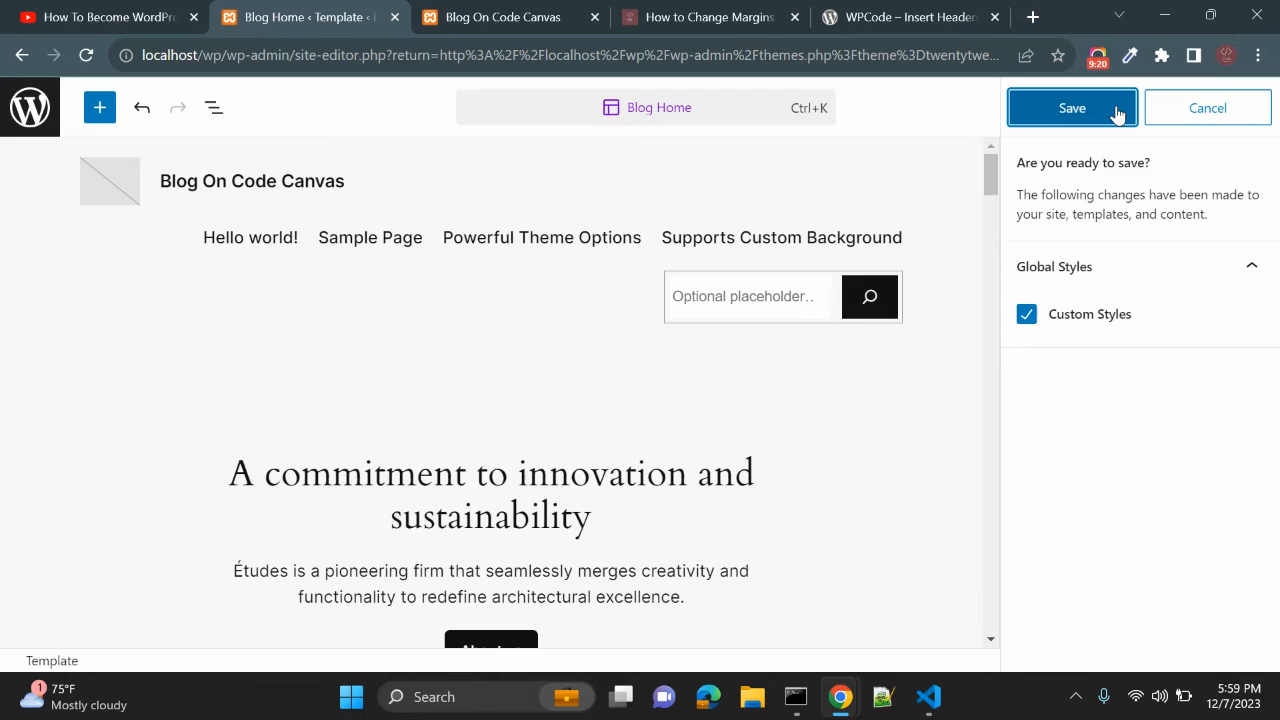 How To Become WordPre
Blog Home ‹ Template ‹
Blog On Code Canvas
How to Change Margins
WPCode – Insert Headers
localhost/wp/wp-admin/site-editor.php?return=http%3A%2F%2Flocalhost%2Fwp%2Fwp-admin%2Fthemes.php%3Ftheme%3Dtwentytwe...
9:20
Blog Home
Ctrl+K
Save
Cancel
Are you ready to save?
The following changes have been made to
your site, templates, and content.
Global Styles
Custom Styles
Blog On Code Canvas
Hello world!
Sample Page
Powerful Theme Options
Supports Custom Background
Optional placeholder..
A commitment to innovation and
sustainability
Études is a pioneering firm that seamlessly merges creativity and
functionality to redefine architectural excellence.
Template
1
75°F
Mostly cloudy
Search
5:59 PM
12/7/2023